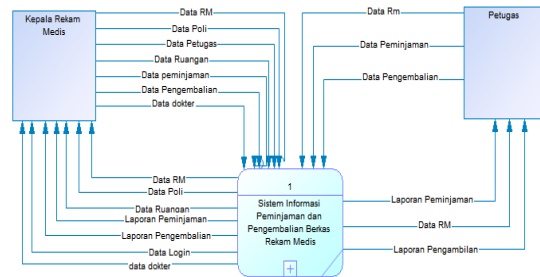 Kepala Rekam
Medis
Data RM
Data Poli
Data Petugas
Data Ruangan
Data peminjaman
Data Pengembalian
Data dokter
Data Rm
Data Peminjaman
Data Pengembalian
Petugas
Data RM
Data Poli
Data Ruangan
Laporan Peminjaman
Laporan Pengembalian
Data Login
data dokter
1
Sistem Informasi
Peminjaman dan
Pengembalian Berkas
Rekam Medis
Laporan Peminjaman
Data RM
Laporan Pengambilan